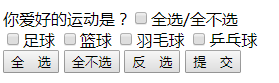 你爱好的运动是？全选/全不选
足球 篮球 羽毛球 乒乓球
全 选 全不选 反 选 提 交